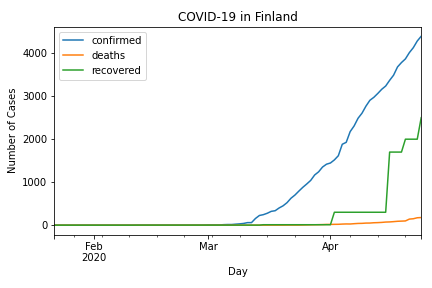 COVID-19 in Finland
confirmed
deaths
recovered
Number of Cases
4000
3000
2000
1000
0
Feb
2020
Mar
Apr
Day